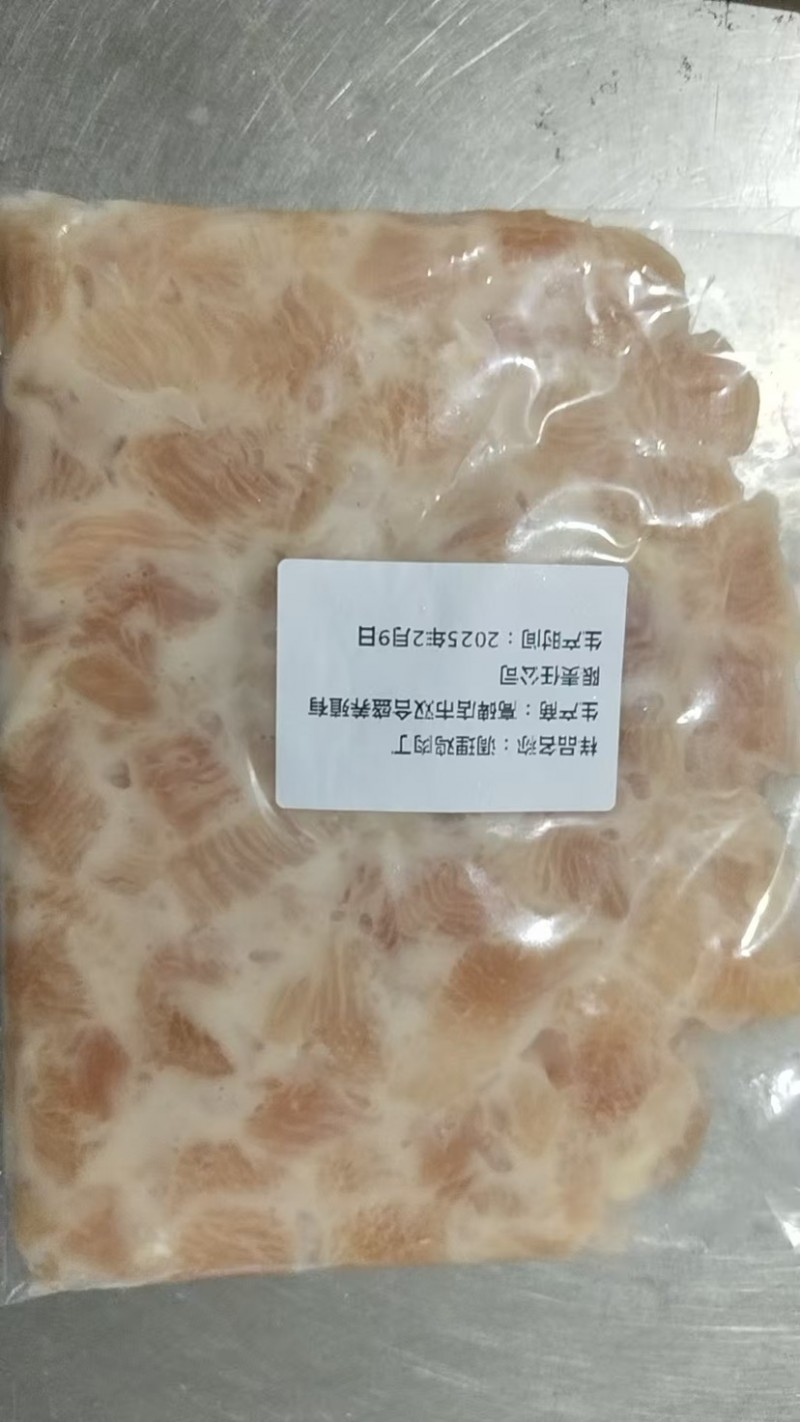 样品名称：调理鸡肉丁
生产商：高碑店市双合盛养殖有
限责任公司
生产时间：2025年2月9日